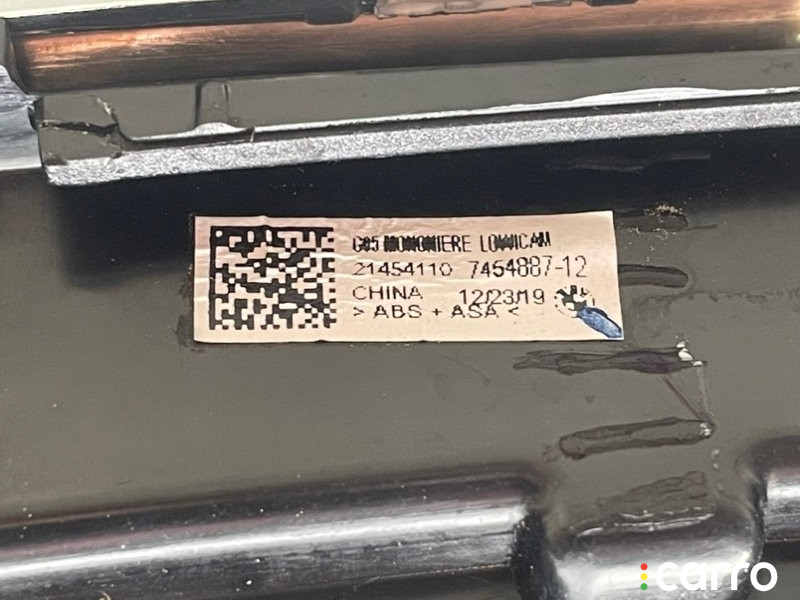 G05 MONONIERE LOWICAM
21454110 7454887-12
CHINA 12/23/19
> ABS + ASA <
carro